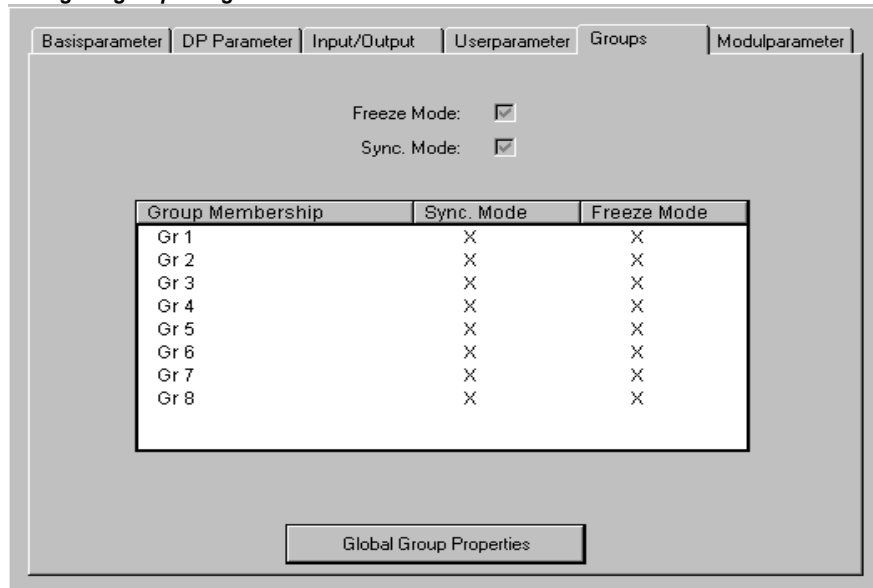 Basisparameter DP Parameter Input/Output Userparameter Groups Modulparameter
Freeze Mode:
Sync. Mode:
Group Membership Sync. Mode Freeze Mode
Gr 1 X X
Gr 2 X X
Gr 3 X X
Gr 4 X X
Gr 5 X X
Gr 6 X X
Gr 7 X X
Gr 8 X X
Global Group Properties